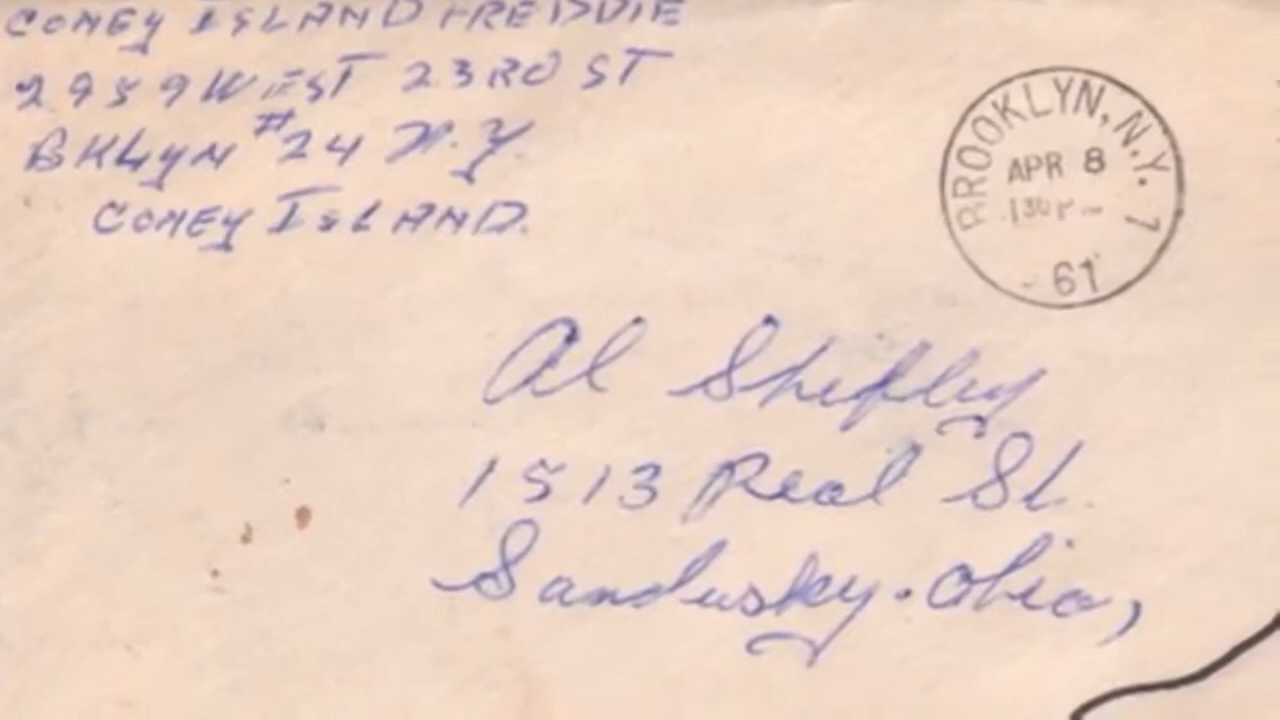 CONEY ISLAND FREDDIE
2959 WEST 23RD ST
BKLYN #24 N.Y.
CONEY ISLAND.
BROOKLYN, N.Y. 7
APR 8
61
Al Shefley
1513 Real St.
Sandusky. Ohio,